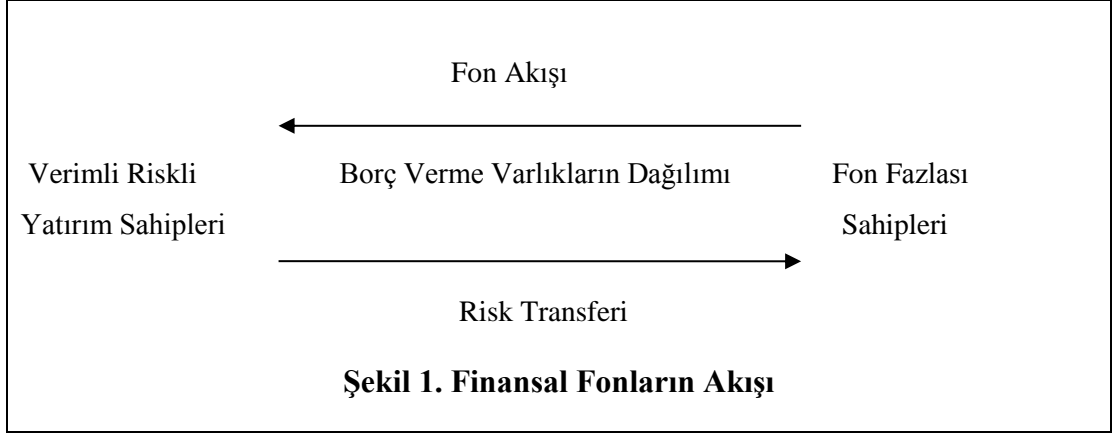 Fon Akışı
Verimli Riskli Borç Verme Varlıkların Dağılımı Fon Fazlası
Yatırım Sahipleri Sahipleri
Risk Transferi
Şekil 1. Finansal Fonların Akışı